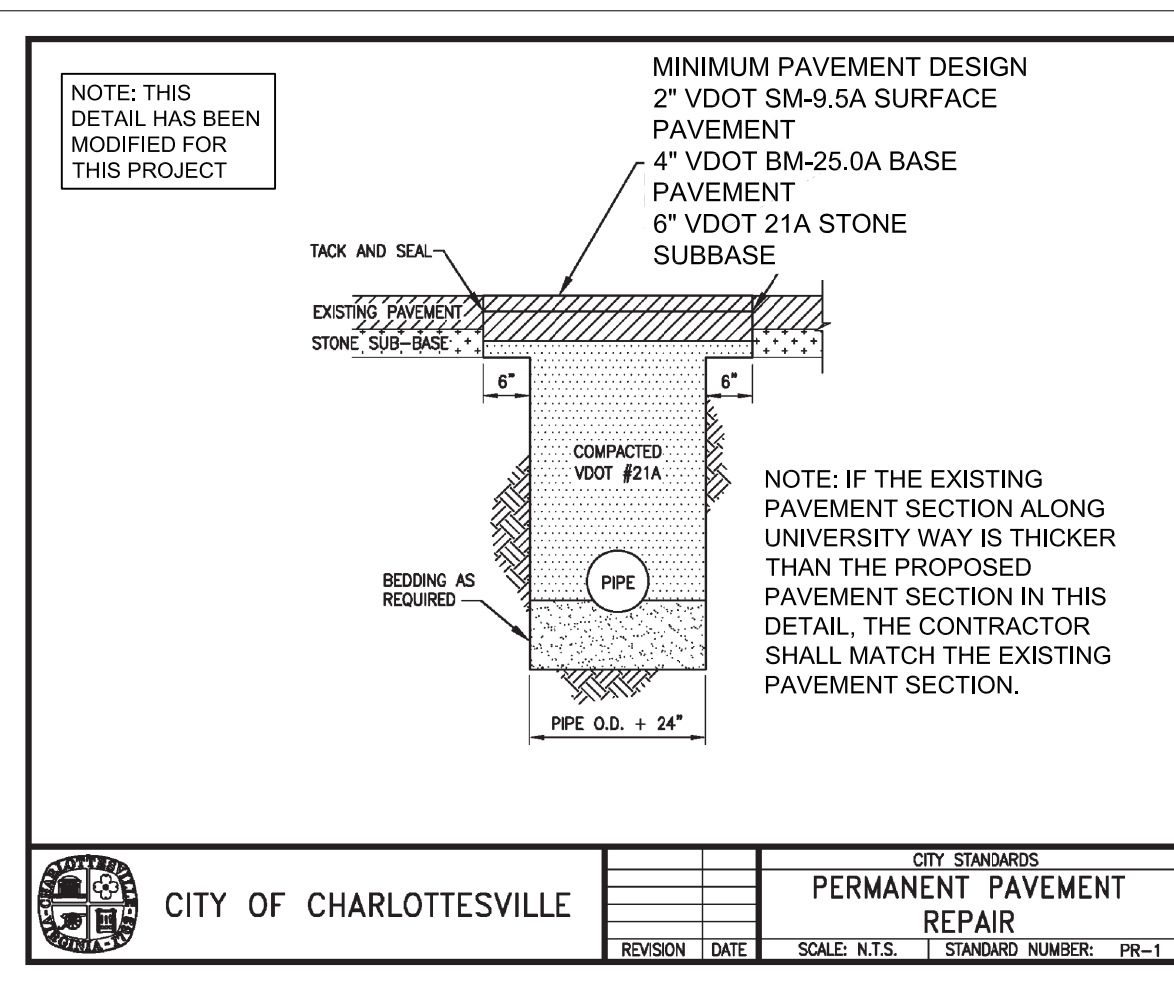 NOTE: THIS
DETAIL HAS BEEN
MODIFIED FOR
THIS PROJECT
MINIMUM PAVEMENT DESIGN
2" VDOT SM-9.5A SURFACE
PAVEMENT
4" VDOT BM-25.0A BASE
PAVEMENT
6" VDOT 21A STONE
SUBBASE
TACK AND SEAL
EXISTING PAVEMENT
STONE SUB-BASE
6"
6"
COMPACTED
VDOT #21A
NOTE: IF THE EXISTING
PAVEMENT SECTION ALONG
UNIVERSITY WAY IS THICKER
THAN THE PROPOSED
PAVEMENT SECTION IN THIS
DETAIL, THE CONTRACTOR
SHALL MATCH THE EXISTING
PAVEMENT SECTION.
BEDDING AS
REQUIRED
PIPE
PIPE O.D. + 24"
CHARLOTTESVILLE
VIRGINIA-1762
CITY OF CHARLOTTESVILLE
REVISION DATE
CITY STANDARDS
PERMANENT PAVEMENT
REPAIR
SCALE: N.T.S. STANDARD NUMBER: PR-1